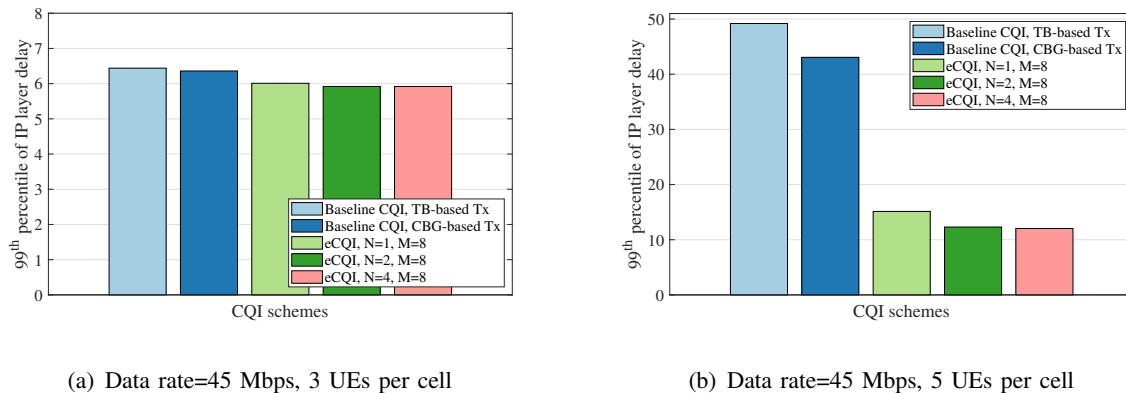 99th percentile of IP layer delay
8
7
6
5
4
3
2
1
0
Baseline CQI, TB-based Tx
Baseline CQI, CBG-based Tx
eCQI, N=1, M=8
eCQI, N=2, M=8
eCQI, N=4, M=8
CQI schemes
(a) Data rate=45 Mbps, 3 UEs per cell
99th percentile of IP layer delay
50
40
30
20
10
0
Baseline CQI, TB-based Tx
Baseline CQI, CBG-based Tx
eCQI, N=1, M=8
eCQI, N=2, M=8
eCQI, N=4, M=8
CQI schemes
(b) Data rate=45 Mbps, 5 UEs per cell